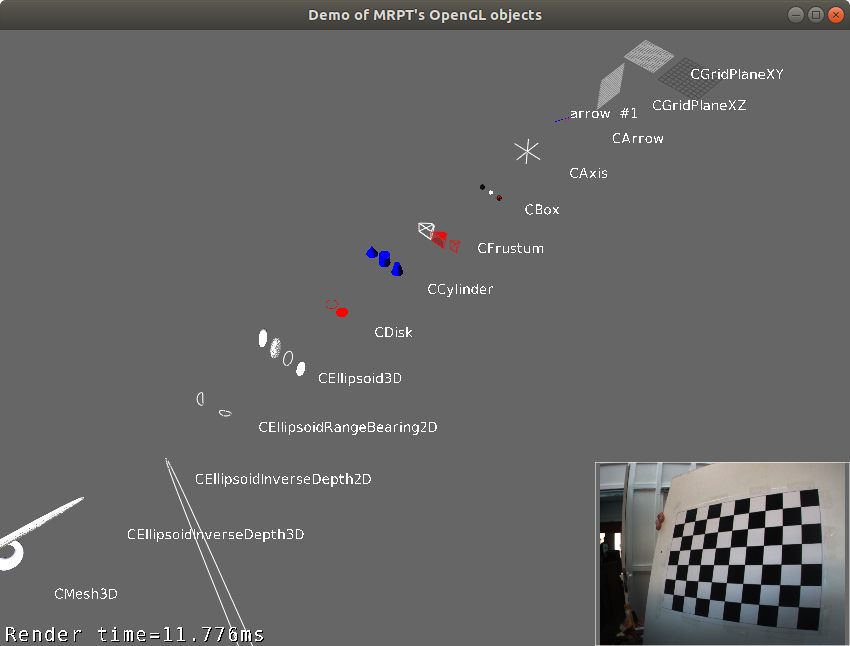 Demo of MRPT's OpenGL objects
CGridPlaneXY
CGridPlaneXZ
arrow #1
CArrow
CAxis
CBox
CFrustum
CCylinder
CDisk
CEllipsoid3D
CEllipsoidRangeBearing2D
CEllipsoidInverseDepth2D
CEllipsoidInverseDepth3D
CMesh3D
Render time=11.776ms